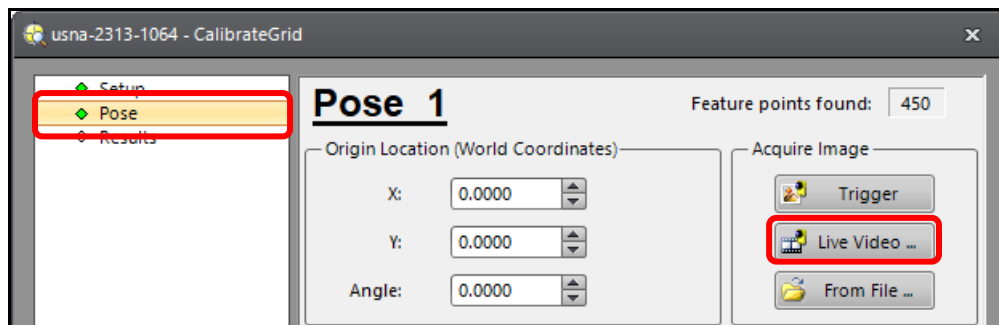 usna-2313-1064 - CalibrateGrid
Setup
Pose
Results
Pose 1
Feature points found: 450
Origin Location (World Coordinates)
X: 0.0000
Y: 0.0000
Angle: 0.0000
Acquire Image
Trigger
Live Video ...
From File ...